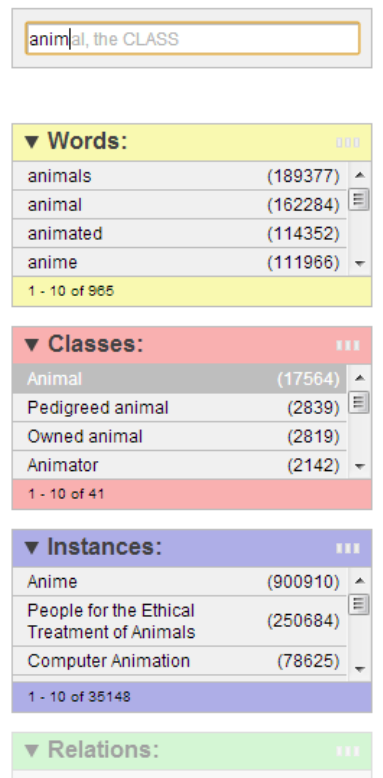 animal, the CLASS
▼ Words:
animals (189377)
animal (162284)
animated (114352)
anime (111966)
1 - 10 of 965
▼ Classes:
Animal (17564)
Pedigreed animal (2839)
Owned animal (2819)
Animator (2142)
1 - 10 of 41
▼ Instances:
Anime (900910)
People for the Ethical
Treatment of Animals (250684)
Computer Animation (78625)
1 - 10 of 35148
▼ Relations: